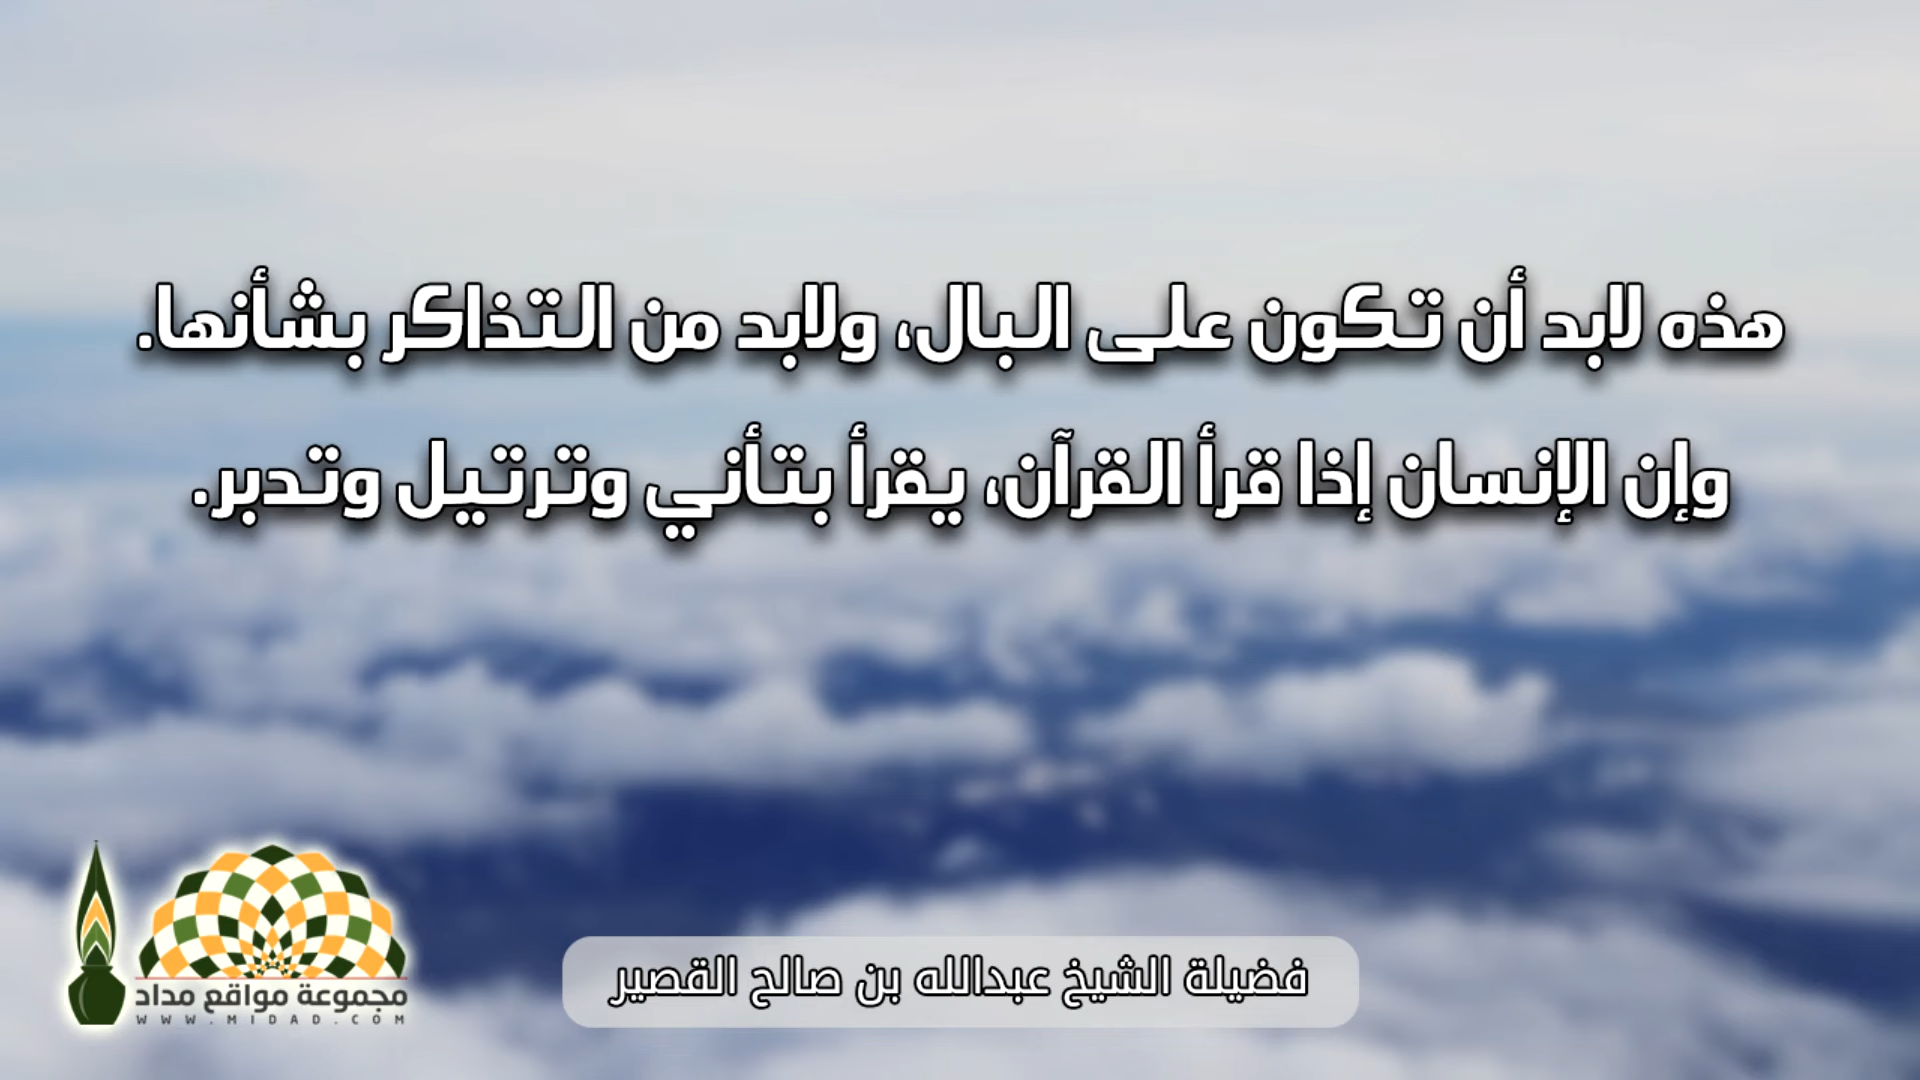 هذه لابد أن تكون على البال، ولابد من التذاكر بشأنها.
وإن الإنسان إذا قرأ القرآن، يقرأ بتأني وترتيل وتدبر.
فضيلة الشيخ عبدالله بن صالح القصير
مجموعة مواقع مداد
WWW.MIDAD.COM